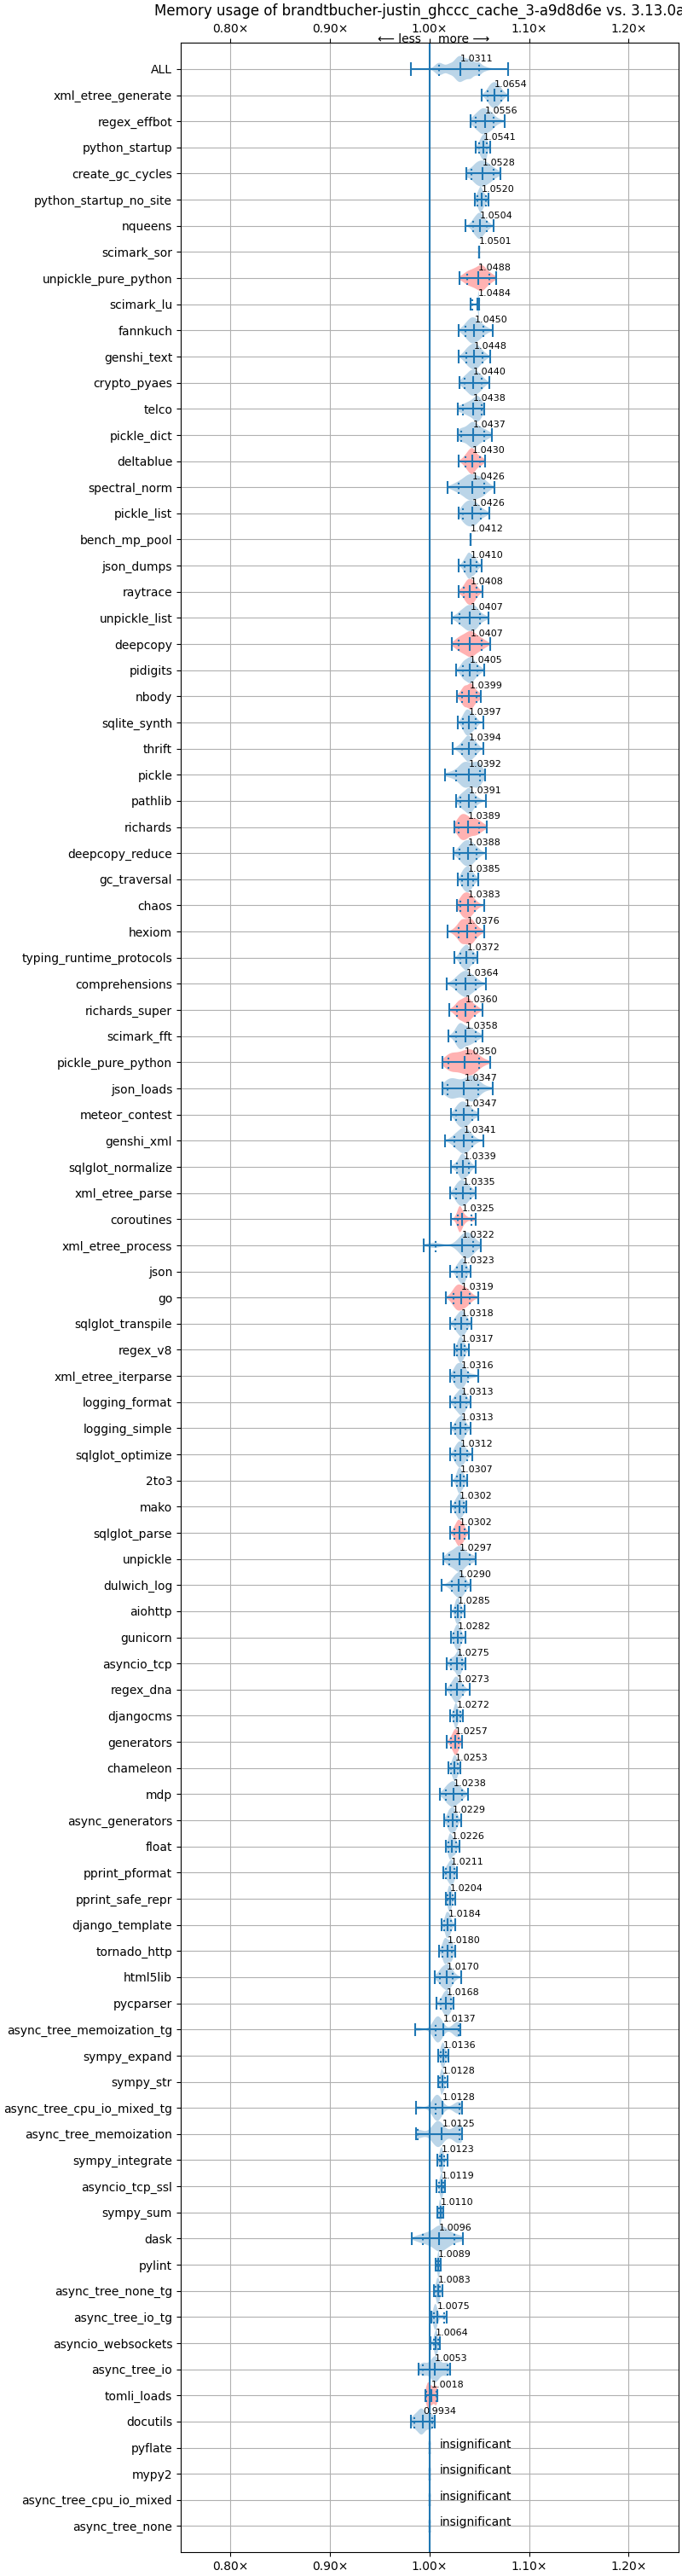 Memory usage of brandtbucher-justin_ghccc_cache_3-a9d8d6e vs. 3.13.0a
0.80× 0.90× 1.00× 1.10× 1.20×
⟵ less more ⟶
ALL 1.0311
xml_etree_generate 1.0654
regex_effbot 1.0556
python_startup 1.0541
create_gc_cycles 1.0528
python_startup_no_site 1.0520
nqueens 1.0504
scimark_sor 1.0501
unpickle_pure_python 1.0488
scimark_lu 1.0484
fannkuch 1.0450
genshi_text 1.0448
crypto_pyaes 1.0440
telco 1.0438
pickle_dict 1.0437
deltablue 1.0430
spectral_norm 1.0426
pickle_list 1.0426
bench_mp_pool 1.0412
json_dumps 1.0410
raytrace 1.0408
unpickle_list 1.0407
deepcopy 1.0407
pidigits 1.0405
nbody 1.0399
sqlite_synth 1.0397
thrift 1.0394
pickle 1.0392
pathlib 1.0391
richards 1.0389
deepcopy_reduce 1.0388
gc_traversal 1.0385
chaos 1.0383
hexiom 1.0376
typing_runtime_protocols 1.0372
comprehensions 1.0364
richards_super 1.0360
scimark_fft 1.0358
pickle_pure_python 1.0350
json_loads 1.0347
meteor_contest 1.0347
genshi_xml 1.0341
sqlglot_normalize 1.0339
xml_etree_parse 1.0335
coroutines 1.0325
xml_etree_process 1.0322
json 1.0323
go 1.0319
sqlglot_transpile 1.0318
regex_v8 1.0317
xml_etree_iterparse 1.0316
logging_format 1.0313
logging_simple 1.0313
sqlglot_optimize 1.0312
2to3 1.0307
mako 1.0302
sqlglot_parse 1.0302
unpickle 1.0297
dulwich_log 1.0290
aiohttp 1.0285
gunicorn 1.0282
asyncio_tcp 1.0275
regex_dna 1.0273
djangocms 1.0272
generators 1.0257
chameleon 1.0253
mdp 1.0238
async_generators 1.0229
float 1.0226
pprint_pformat 1.0211
pprint_safe_repr 1.0204
django_template 1.0184
tornado_http 1.0180
html5lib 1.0170
pycparser 1.0168
async_tree_memoization_tg 1.0137
sympy_expand 1.0136
sympy_str 1.0128
async_tree_cpu_io_mixed_tg 1.0128
async_tree_memoization 1.0125
sympy_integrate 1.0123
asyncio_tcp_ssl 1.0119
sympy_sum 1.0110
dask 1.0096
pylint 1.0089
async_tree_none_tg 1.0083
async_tree_io_tg 1.0075
asyncio_websockets 1.0064
async_tree_io 1.0053
tomli_loads 1.0018
docutils 0.9934
pyflate insignificant
mypy2 insignificant
async_tree_cpu_io_mixed insignificant
async_tree_none insignificant
0.80× 0.90× 1.00× 1.10× 1.20×